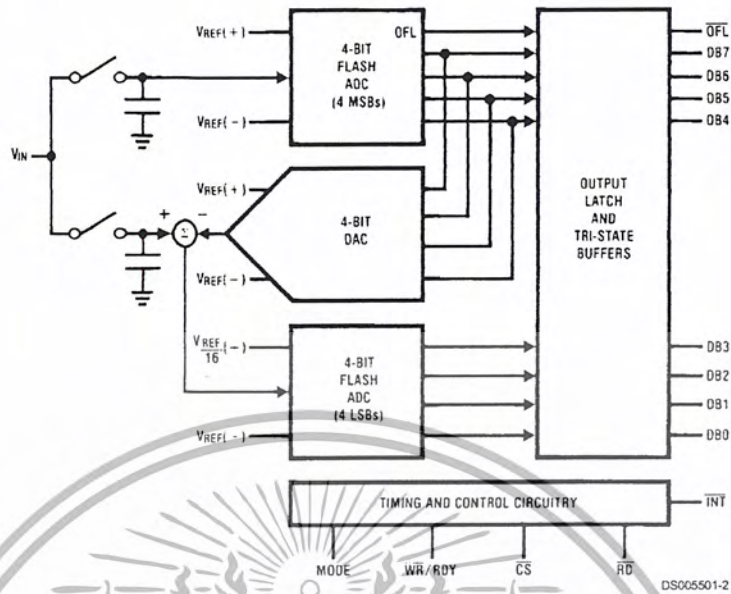 VREF(+)
OFL
4-BIT
FLASH
ADC
(4 MSBs)
VREF(−)
VIN
VREF(+)
4-BIT
DAC
VREF(−)
+
−
Σ
VREF/16(−)
4-BIT
FLASH
ADC
(4 LSBs)
VREF(−)
OUTPUT
LATCH
AND
TRI-STATE
BUFFERS
OFL
DB7
DB6
DB5
DB4
DB3
DB2
DB1
DB0
TIMING AND CONTROL CIRCUITRY
INT
MODE
WR/RDY
CS
RD
DS005501-2